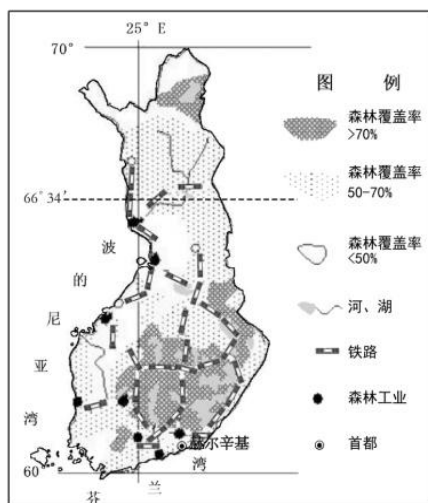 25° E
70°
图 例
森林覆盖率
>70%
森林覆盖率
50-70%
66°34′
波
的
尼
亚
湾
森林覆盖率
<50%
河、湖
铁路
森林工业
首都
赫尔辛基
60
芬
兰
湾